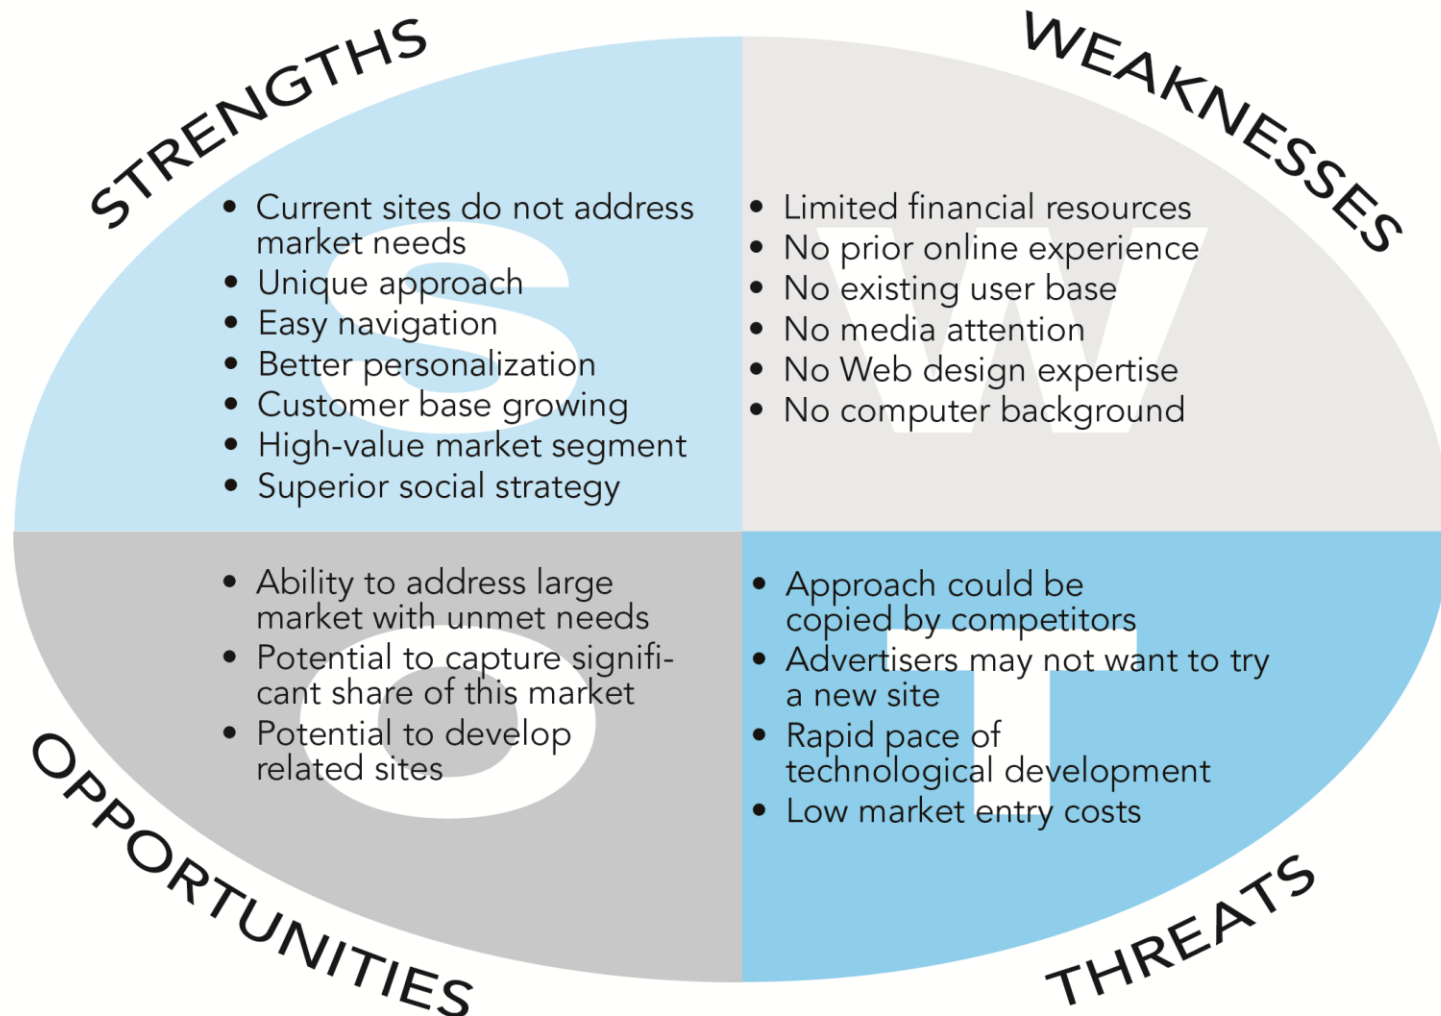 STRENGTHS
• Current sites do not address
market needs
• Unique approach
• Easy navigation
• Better personalization
• Customer base growing
• High-value market segment
• Superior social strategy
S
WEAKNESSES
• Limited financial resources
• No prior online experience
• No existing user base
• No media attention
• No Web design expertise
• No computer background
W
OPPORTUNITIES
• Ability to address large
market with unmet needs
• Potential to capture signifi-
cant share of this market
• Potential to develop
related sites
O
THREATS
• Approach could be
copied by competitors
• Advertisers may not want to try
a new site
• Rapid pace of
technological development
• Low market entry costs
T